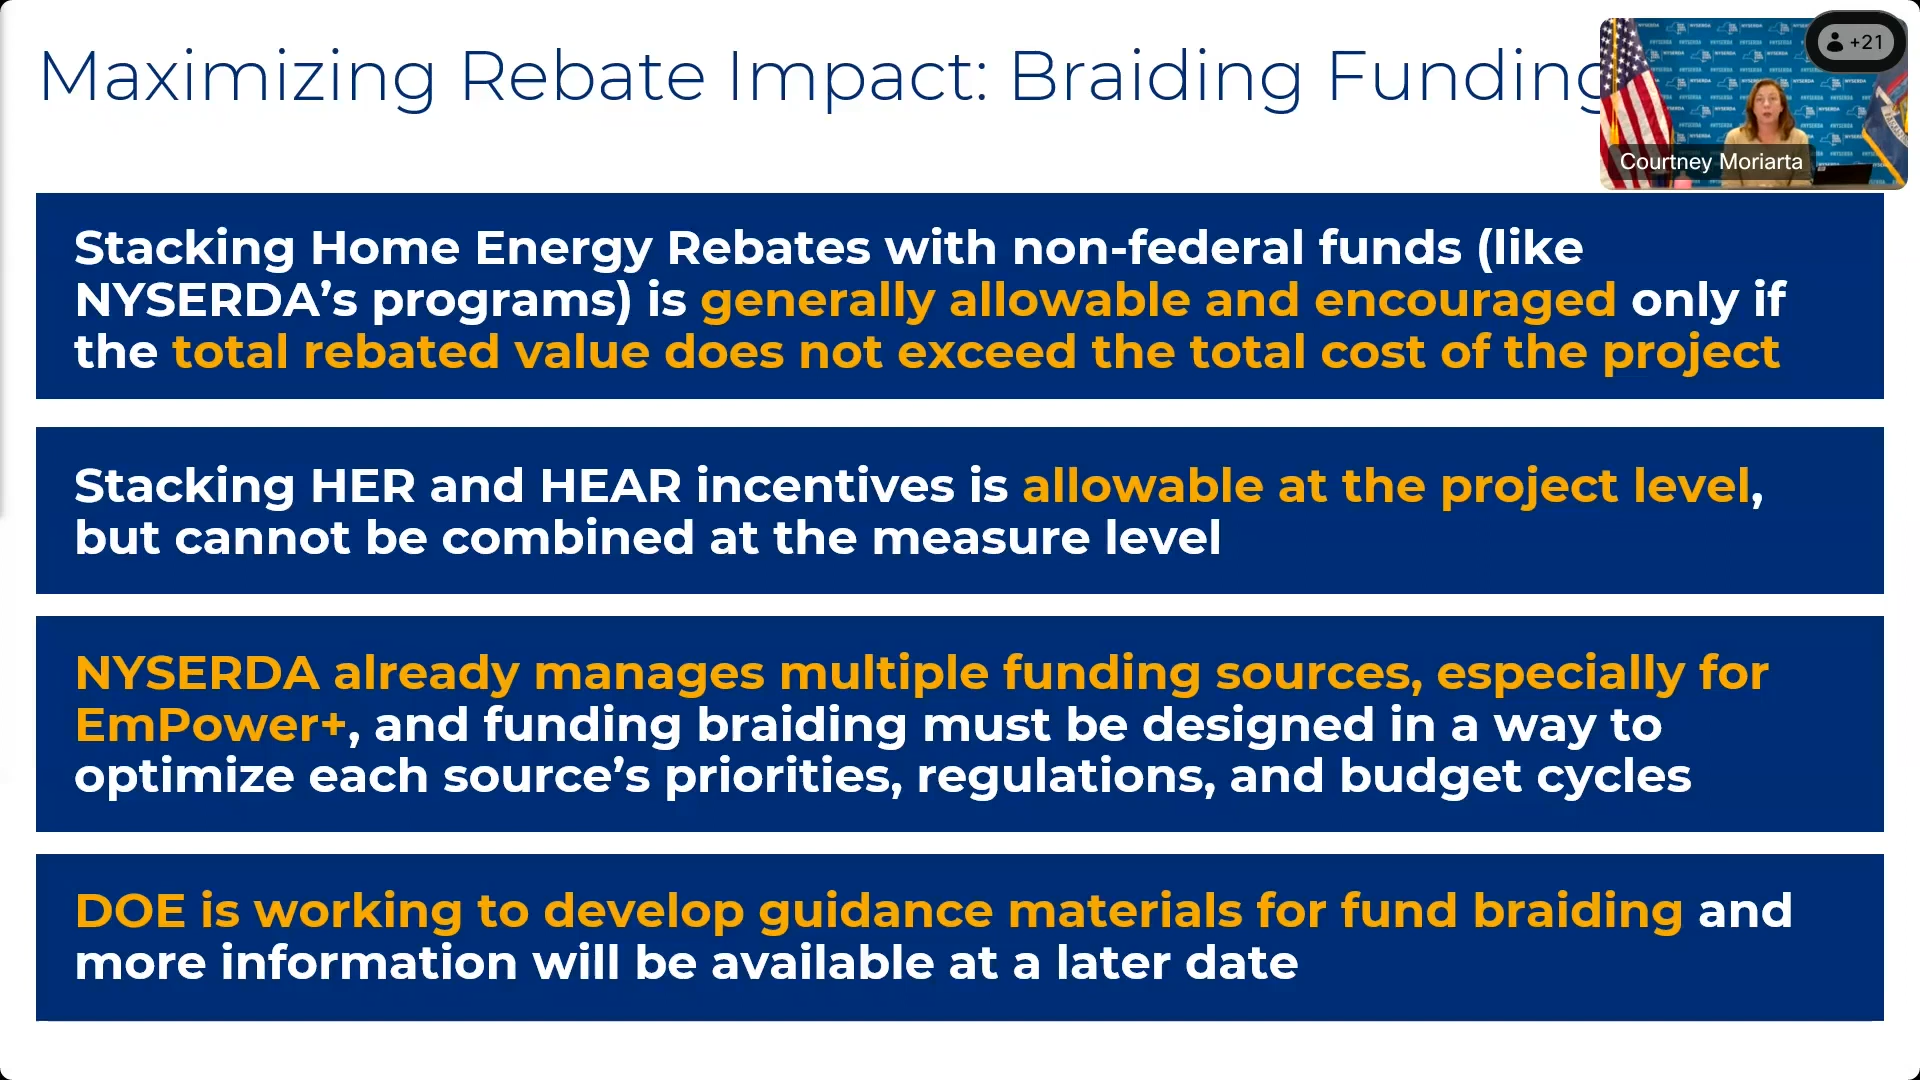 Maximizing Rebate Impact: Braiding Funding
+21
Courtney Moriarta
Stacking Home Energy Rebates with non-federal funds (like
NYSERDA’s programs) is generally allowable and encouraged only if
the total rebated value does not exceed the total cost of the project
Stacking HER and HEAR incentives is allowable at the project level,
but cannot be combined at the measure level
NYSERDA already manages multiple funding sources, especially for
EmPower+, and funding braiding must be designed in a way to
optimize each source’s priorities, regulations, and budget cycles
DOE is working to develop guidance materials for fund braiding and
more information will be available at a later date